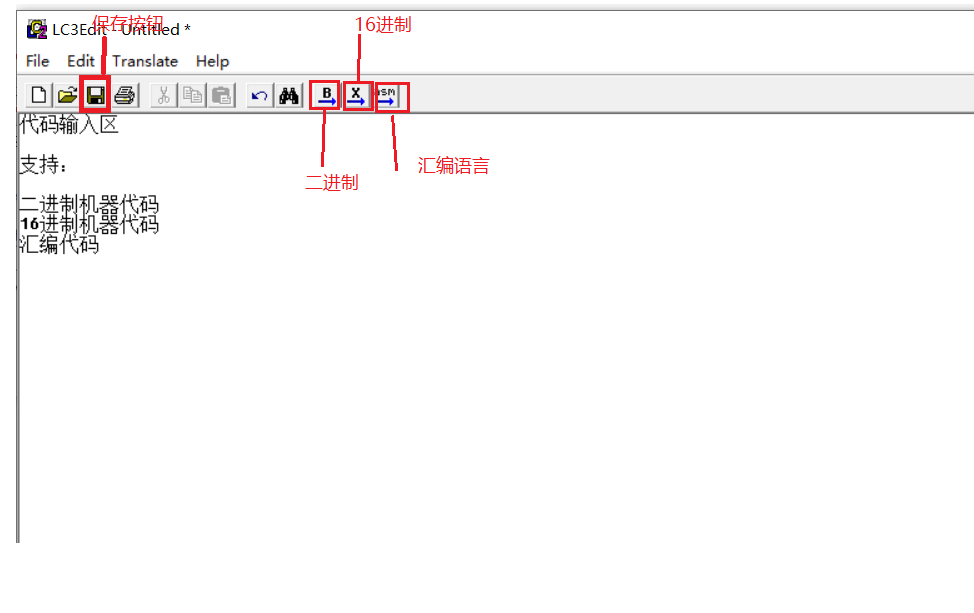 保存按钮
16进制
LC3Edit - Untitled *
File Edit Translate Help
B X asm
代码输入区
支持：
汇编语言
二进制
二进制机器代码
16进制机器代码
汇编代码